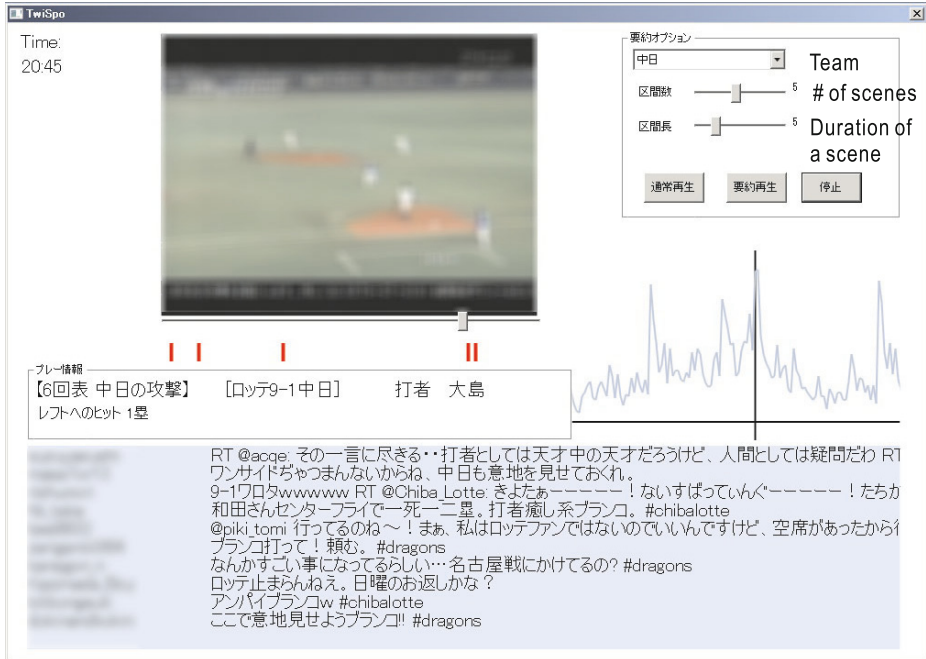 TwiSpo
Time:
20:45
要約オプション
中日
Team
区間数
5
# of scenes
区間長
5
Duration of
a scene
通常再生
要約再生
停止
プレー情報
【6回表 中日の攻撃】 [ロッテ9-1中日] 打者 大島
レフトへのヒット 1塁
RT @acqe: その一言に尽きる・・打者としては天才中の天才だろうけど、人間としては疑問だわ RT
ワンサイドぢゃつまんないからね、中日も意地を見せておくれ。
9-1ワロタwwwwww RT @Chiba_Lotte: きよたぁーーーーー！ないすばってぃんぐーーーーー！たちが
和田さんセンターフライで一死一二塁。打者癒し系ブランコ。#chibalotte
@piki_tomi 行ってるのね～！まぁ、私はロッテファンではないのでいいんですけど、空席があったから行
ブランコ打って！頼む。#dragons
なんかすごい事になってるらしい…名古屋戦にかけてるの? #dragons
ロッテ止まらんねえ。日曜のお返しかな？
アンパイブランコw #chibalotte
ここで意地見せようブランコ!! #dragons